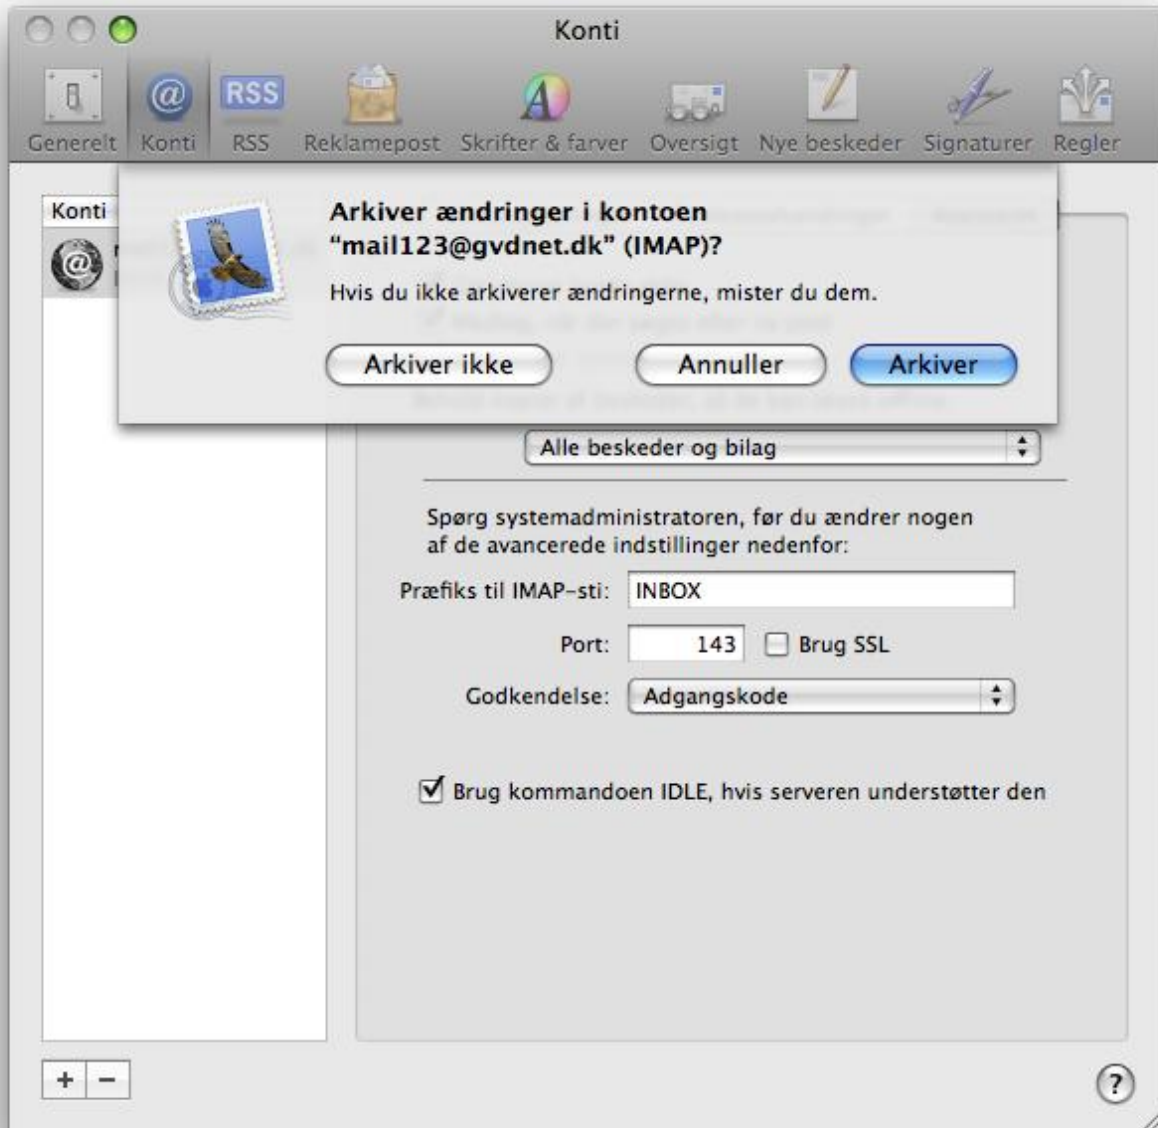 Konti
Generelt Konti RSS Reklamepost Skrifter & farver Oversigt Nye beskeder Signaturer Regler
RSS
Konti
Arkiver ændringer i kontoen
“mail123@gvdnet.dk” (IMAP)?
Hvis du ikke arkiverer ændringerne, mister du dem.
Arkiver ikke Annuller Arkiver
Alle beskeder og bilag
Spørg systemadministratoren, før du ændrer nogen
af de avancerede indstillinger nedenfor:
Præfiks til IMAP-sti: INBOX
Port: 143 Brug SSL
Godkendelse: Adgangskode
Brug kommandoen IDLE, hvis serveren understøtter den